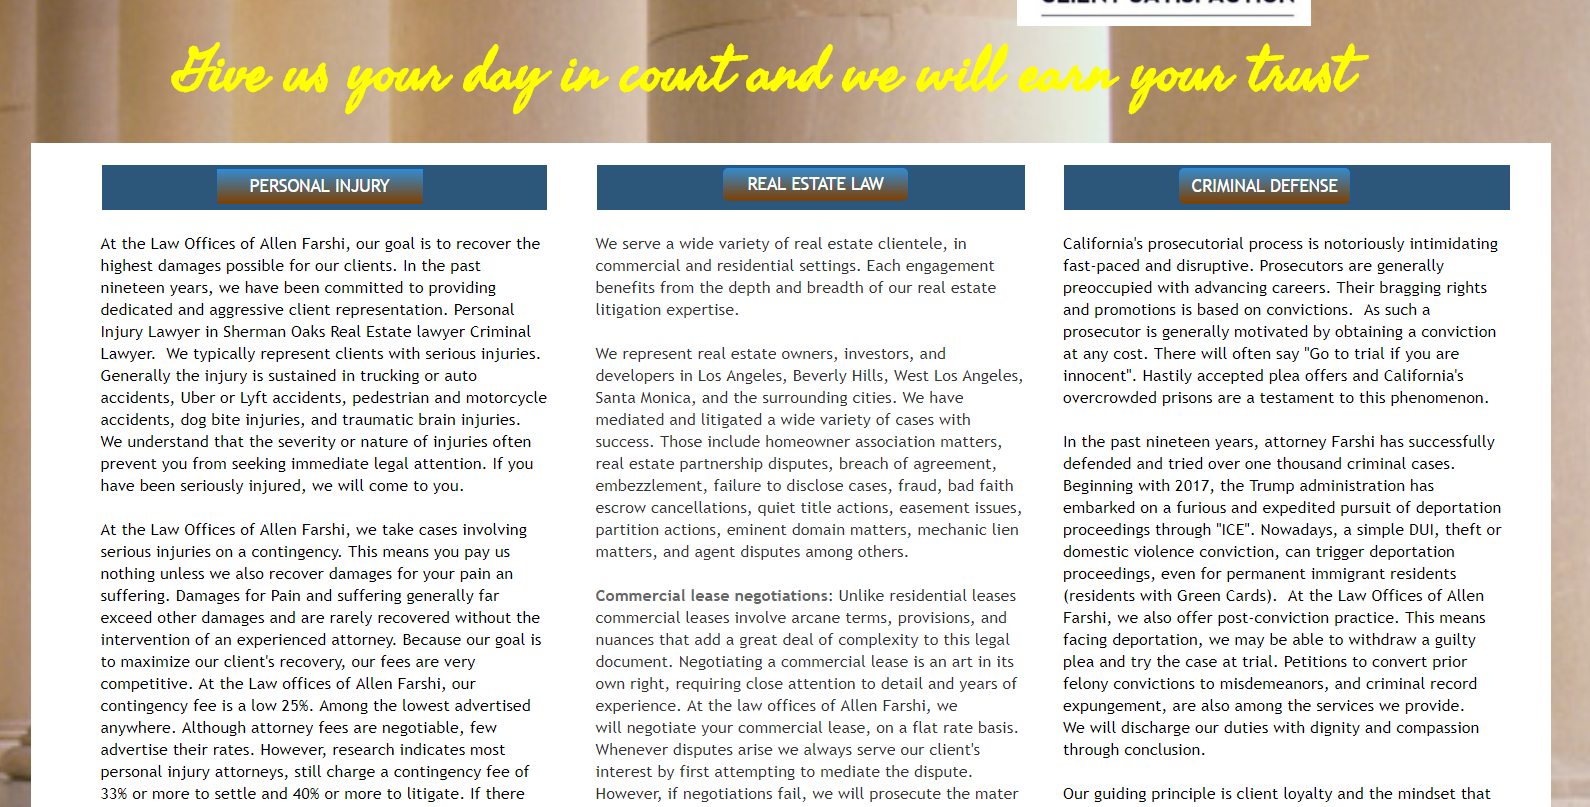 CLIENT SATISFACTION
Give us your day in court and we will earn your trust
PERSONAL INJURY
At the Law Offices of Allen Farshi, our goal is to recover the
highest damages possible for our clients. In the past
nineteen years, we have been committed to providing
dedicated and aggressive client representation. Personal
Injury Lawyer in Sherman Oaks Real Estate lawyer Criminal
Lawyer.  We typically represent clients with serious injuries.
Generally the injury is sustained in trucking or auto
accidents, Uber or Lyft accidents, pedestrian and motorcycle
accidents, dog bite injuries, and traumatic brain injuries.
We understand that the severity or nature of injuries often
prevent you from seeking immediate legal attention. If you
have been seriously injured, we will come to you.
At the Law Offices of Allen Farshi, we take cases involving
serious injuries on a contingency. This means you pay us
nothing unless we also recover damages for your pain an
suffering. Damages for Pain and suffering generally far
exceed other damages and are rarely recovered without the
intervention of an experienced attorney. Because our goal is
to maximize our client's recovery, our fees are very
competitive. At the Law offices of Allen Farshi, our
contingency fee is a low 25%. Among the lowest advertised
anywhere. Although attorney fees are negotiable, few
advertise their rates. However, research indicates most
personal injury attorneys, still charge a contingency fee of
33% or more to settle and 40% or more to litigate. If there
REAL ESTATE LAW
We serve a wide variety of real estate clientele, in
commercial and residential settings. Each engagement
benefits from the depth and breadth of our real estate
litigation expertise.
We represent real estate owners, investors, and
developers in Los Angeles, Beverly Hills, West Los Angeles,
Santa Monica, and the surrounding cities. We have
mediated and litigated a wide variety of cases with
success. Those include homeowner association matters,
real estate partnership disputes, breach of agreement,
embezzlement, failure to disclose cases, fraud, bad faith
escrow cancellations, quiet title actions, easement issues,
partition actions, eminent domain matters, mechanic lien
matters, and agent disputes among others.
Commercial lease negotiations: Unlike residential leases
commercial leases involve arcane terms, provisions, and
nuances that add a great deal of complexity to this legal
document. Negotiating a commercial lease is an art in its
own right, requiring close attention to detail and years of
experience. At the law offices of Allen Farshi, we
will negotiate your commercial lease, on a flat rate basis.
Whenever disputes arise we always serve our client's
interest by first attempting to mediate the dispute.
However, if negotiations fail, we will prosecute the mater
CRIMINAL DEFENSE
California's prosecutorial process is notoriously intimidating
fast-paced and disruptive. Prosecutors are generally
preoccupied with advancing careers. Their bragging rights
and promotions is based on convictions.  As such a
prosecutor is generally motivated by obtaining a conviction
at any cost. There will often say "Go to trial if you are
innocent". Hastily accepted plea offers and California's
overcrowded prisons are a testament to this phenomenon.
In the past nineteen years, attorney Farshi has successfully
defended and tried over one thousand criminal cases.
Beginning with 2017, the Trump administration has
embarked on a furious and expedited pursuit of deportation
proceedings through "ICE". Nowadays, a simple DUI, theft or
domestic violence conviction, can trigger deportation
proceedings, even for permanent immigrant residents
(residents with Green Cards).  At the Law Offices of Allen
Farshi, we also offer post-conviction practice. This means
facing deportation, we may be able to withdraw a guilty
plea and try the case at trial. Petitions to convert prior
felony convictions to misdemeanors, and criminal record
expungement, are also among the services we provide.
We will discharge our duties with dignity and compassion
through conclusion.
Our guiding principle is client loyalty and the mindset that